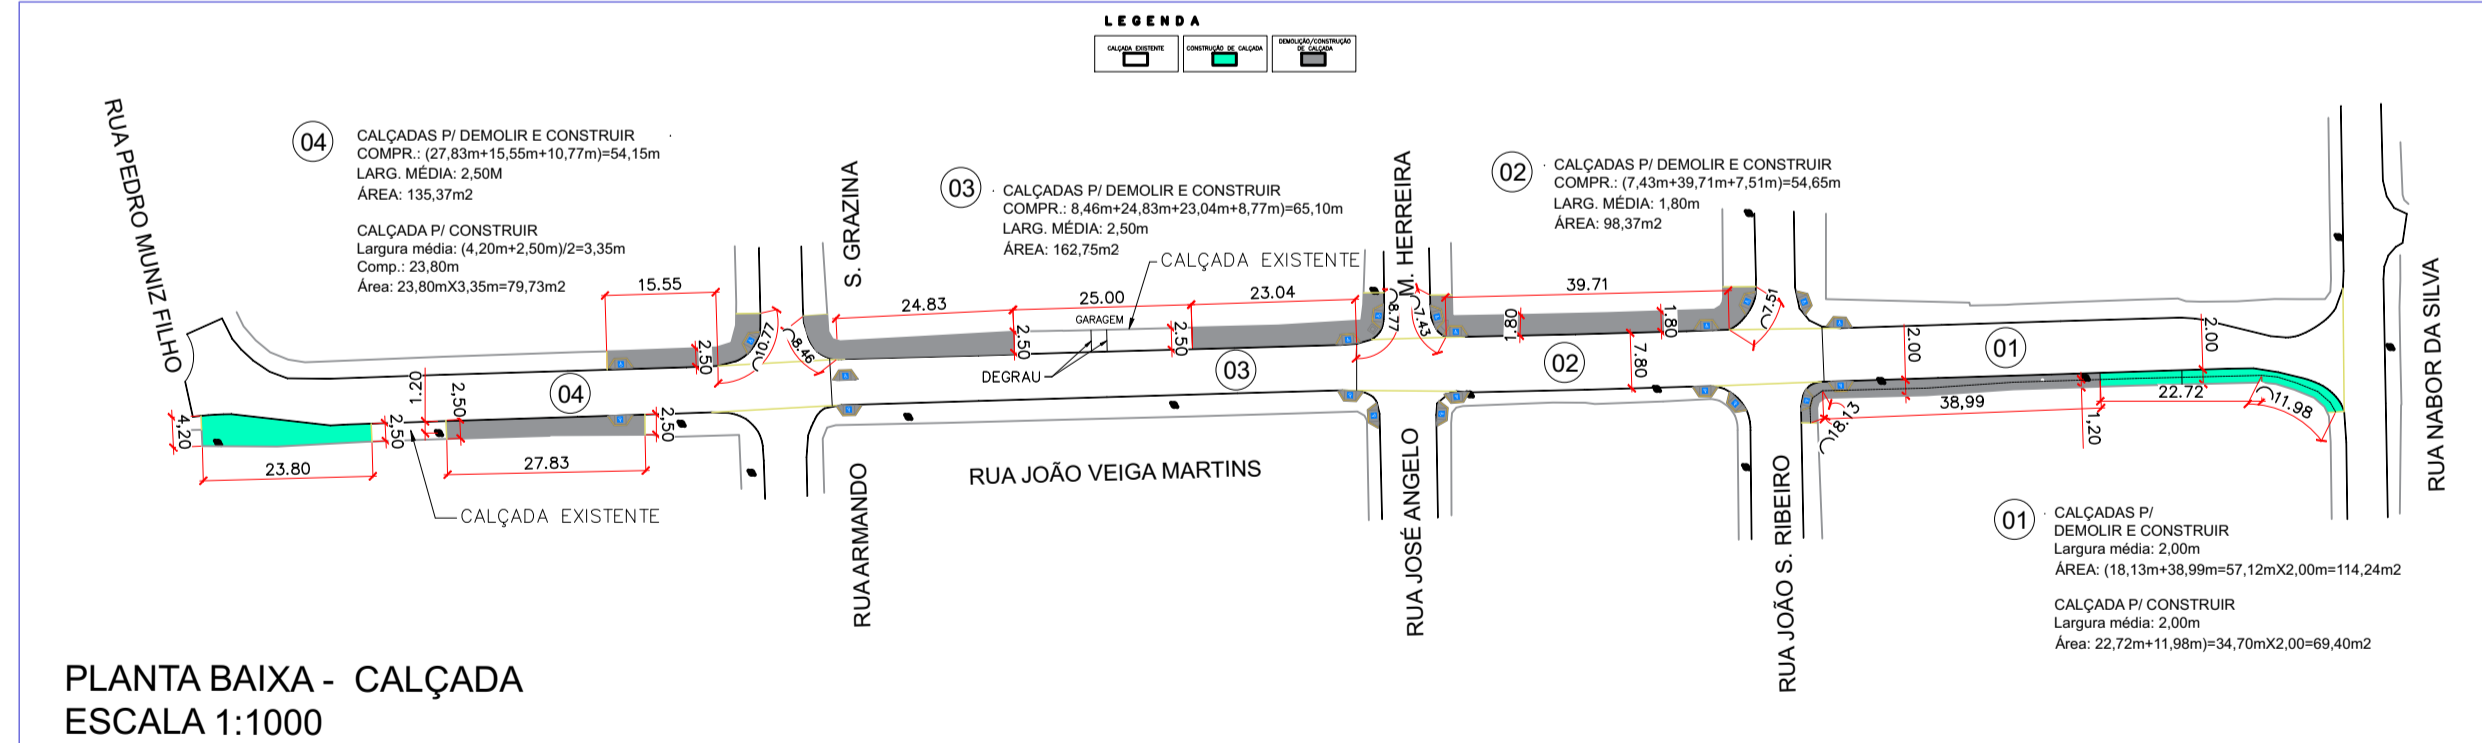 LEGENDA
CALÇADA EXISTENTE
CONSTRUÇÃO DE CALÇADA
DEMOLIÇÃO/CONSTRUÇÃO
DE CALÇADA
RUA PEDRO MUNIZ FILHO
04
CALÇADAS P/ DEMOLIR E CONSTRUIR
COMPR.: (27,83m+15,55m+10,77m)=54,15m
LARG. MÉDIA: 2,50M
ÁREA: 135,37m2
CALÇADA P/ CONSTRUIR
Largura média: (4,20m+2,50m)/2=3,35m
Comp.: 23,80m
Área: 23,80mX3,35m=79,73m2
S. GRAZINA
03
CALÇADAS P/ DEMOLIR E CONSTRUIR
COMPR.: 8,46m+24,83m+23,04m+8,77m)=65,10m
LARG. MÉDIA: 2,50m
ÁREA: 162,75m2
CALÇADA EXISTENTE
M. HERREIRA
02
CALÇADAS P/ DEMOLIR E CONSTRUIR
COMPR.: (7,43m+39,71m+7,51m)=54,65m
LARG. MÉDIA: 1,80m
ÁREA: 98,37m2
RUA NABOR DA SILVA
15.55
2.50
10.77
8.46
24.83
2.50
25.00
GARAGEM
2.50
23.04
8.77
7.43
39.71
1.80
1.80
7.51
7.80
2.00
2.00
DEGRAU
04
03
02
01
4,20
23.80
2,50
1,20
2,50
27.83
2,50
CALÇADA EXISTENTE
18.13
38,99
1,20
22.72
11.98
RUA ARMANDO
RUA JOÃO VEIGA MARTINS
RUA JOSÉ ANGELO
RUA JOÃO S. RIBEIRO
01
CALÇADAS P/
DEMOLIR E CONSTRUIR
Largura média: 2,00m
ÁREA: (18,13m+38,99m=57,12mX2,00m=114,24m2
CALÇADA P/ CONSTRUIR
Largura média: 2,00m
Área: 22,72m+11,98m)=34,70mX2,00=69,40m2
PLANTA BAIXA - CALÇADA
ESCALA 1:1000